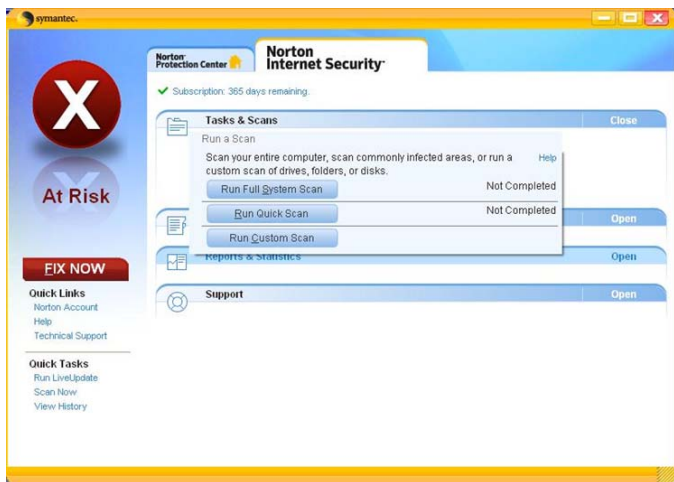 symantec.
Norton
Protection Center
Norton
Internet Security
Subscription: 365 days remaining.
X
At Risk
FIX NOW
Quick Links
Norton Account
Help
Technical Support
Quick Tasks
Run LiveUpdate
Scan Now
View History
Tasks & Scans
Close
Run a Scan
Scan your entire computer, scan commonly infected areas, or run a
custom scan of drives, folders, or disks.
Help
Run Full System Scan
Not Completed
Run Quick Scan
Not Completed
Run Custom Scan
Open
Reports & Statistics
Open
Support
Open